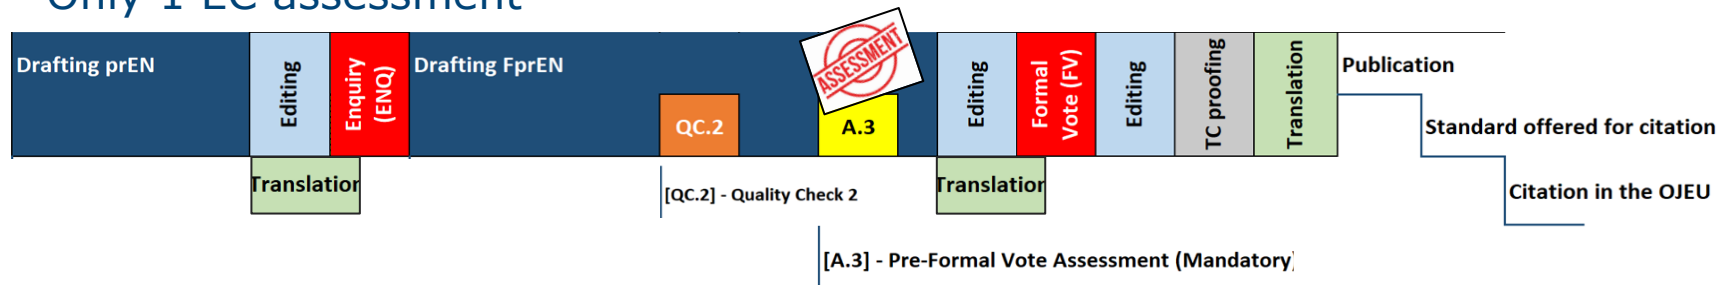 Only 1 EC assessment
Drafting prEN
Editing
Enquiry
(ENQ)
Drafting FprEN
QC.2
ASSESSMENT
A.3
Editing
Formal
Vote (FV)
Editing
TC proofing
Translation
Publication
Standard offered for citation
Citation in the OJEU
Translation
Translation
[QC.2] - Quality Check 2
[A.3] - Pre-Formal Vote Assessment (Mandatory)